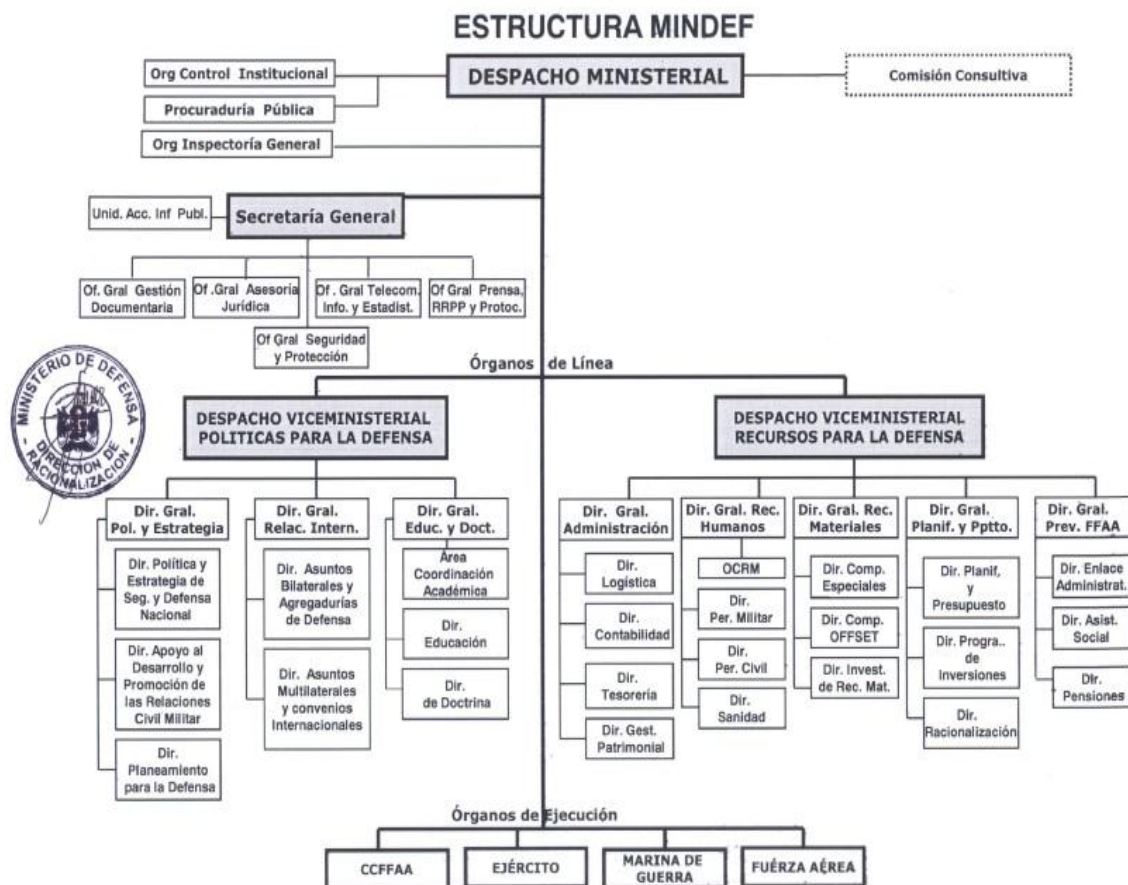 ESTRUCTURA MINDEF
Org Control Institucional
DESPACHO MINISTERIAL
Comisión Consultiva
Procuraduría Pública
Org Inspectoría General
Unid. Acc. Inf Publ.
Secretaría General
Of. Gral Gestión
Documentaria
Of .Gral Asesoria
Jurídica
Of . Gral Telecom.
Info. y Estadist.
Of Gral Prensa,
RRPP y Protoc.
Of Gral Seguridad
y Protección
Órganos de Línea
MINISTERIO DE DEFENSA
- DIRECCION DE -
RACIONALIZACION
DESPACHO VICEMINISTERIAL
POLITICAS PARA LA DEFENSA
DESPACHO VICEMINISTERIAL
RECURSOS PARA LA DEFENSA
Dir. Gral.
Pol. y Estrategia
Dir. Política y
Estrategia de
Seg. y Defensa
Nacional
Dir. Apoyo al
Desarrollo y
Promoción de
las Relaciones
Civil Militar
Dir.
Planeamiento
para la Defensa
Dir. Gral.
Relac. Intern.
Dir. Asuntos
Bilaterales y
Agregadurías
de Defensa
Dir. Asuntos
Multilaterales
y convenios
Internacionales
Dir. Gral.
Educ. y Doct.
Área
Coordinación
Académica
Dir.
Educación
Dir.
de Doctrina
Dir. Gral.
Administración
Dir.
Logística
Dir.
Contabilidad
Dir.
Tesorería
Dir. Gest.
Patrimonial
Dir. Gral. Rec.
Humanos
OCRM
Dir.
Per. Militar
Dir.
Per. Civil
Dir.
Sanidad
Dir. Gral. Rec.
Materiales
Dir. Comp.
Especiales
Dir. Comp.
OFFSET
Dir. Invest.
de Rec. Mat.
Dir. Gral.
Planif. y Pptto.
Dir. Planif,
y
Presupuesto
Dir. Progra..
de
Inversiones
Dir.
Racionalización
Dir. Gral.
Prev. FFAA
Dir. Enlace
Administrat.
Dir. Asist.
Social
Dir.
Pensiones
Órganos de Ejecución
CCFFAA
EJÉRCITO
MARINA DE
GUERRA
FUÉRZA AÉREA